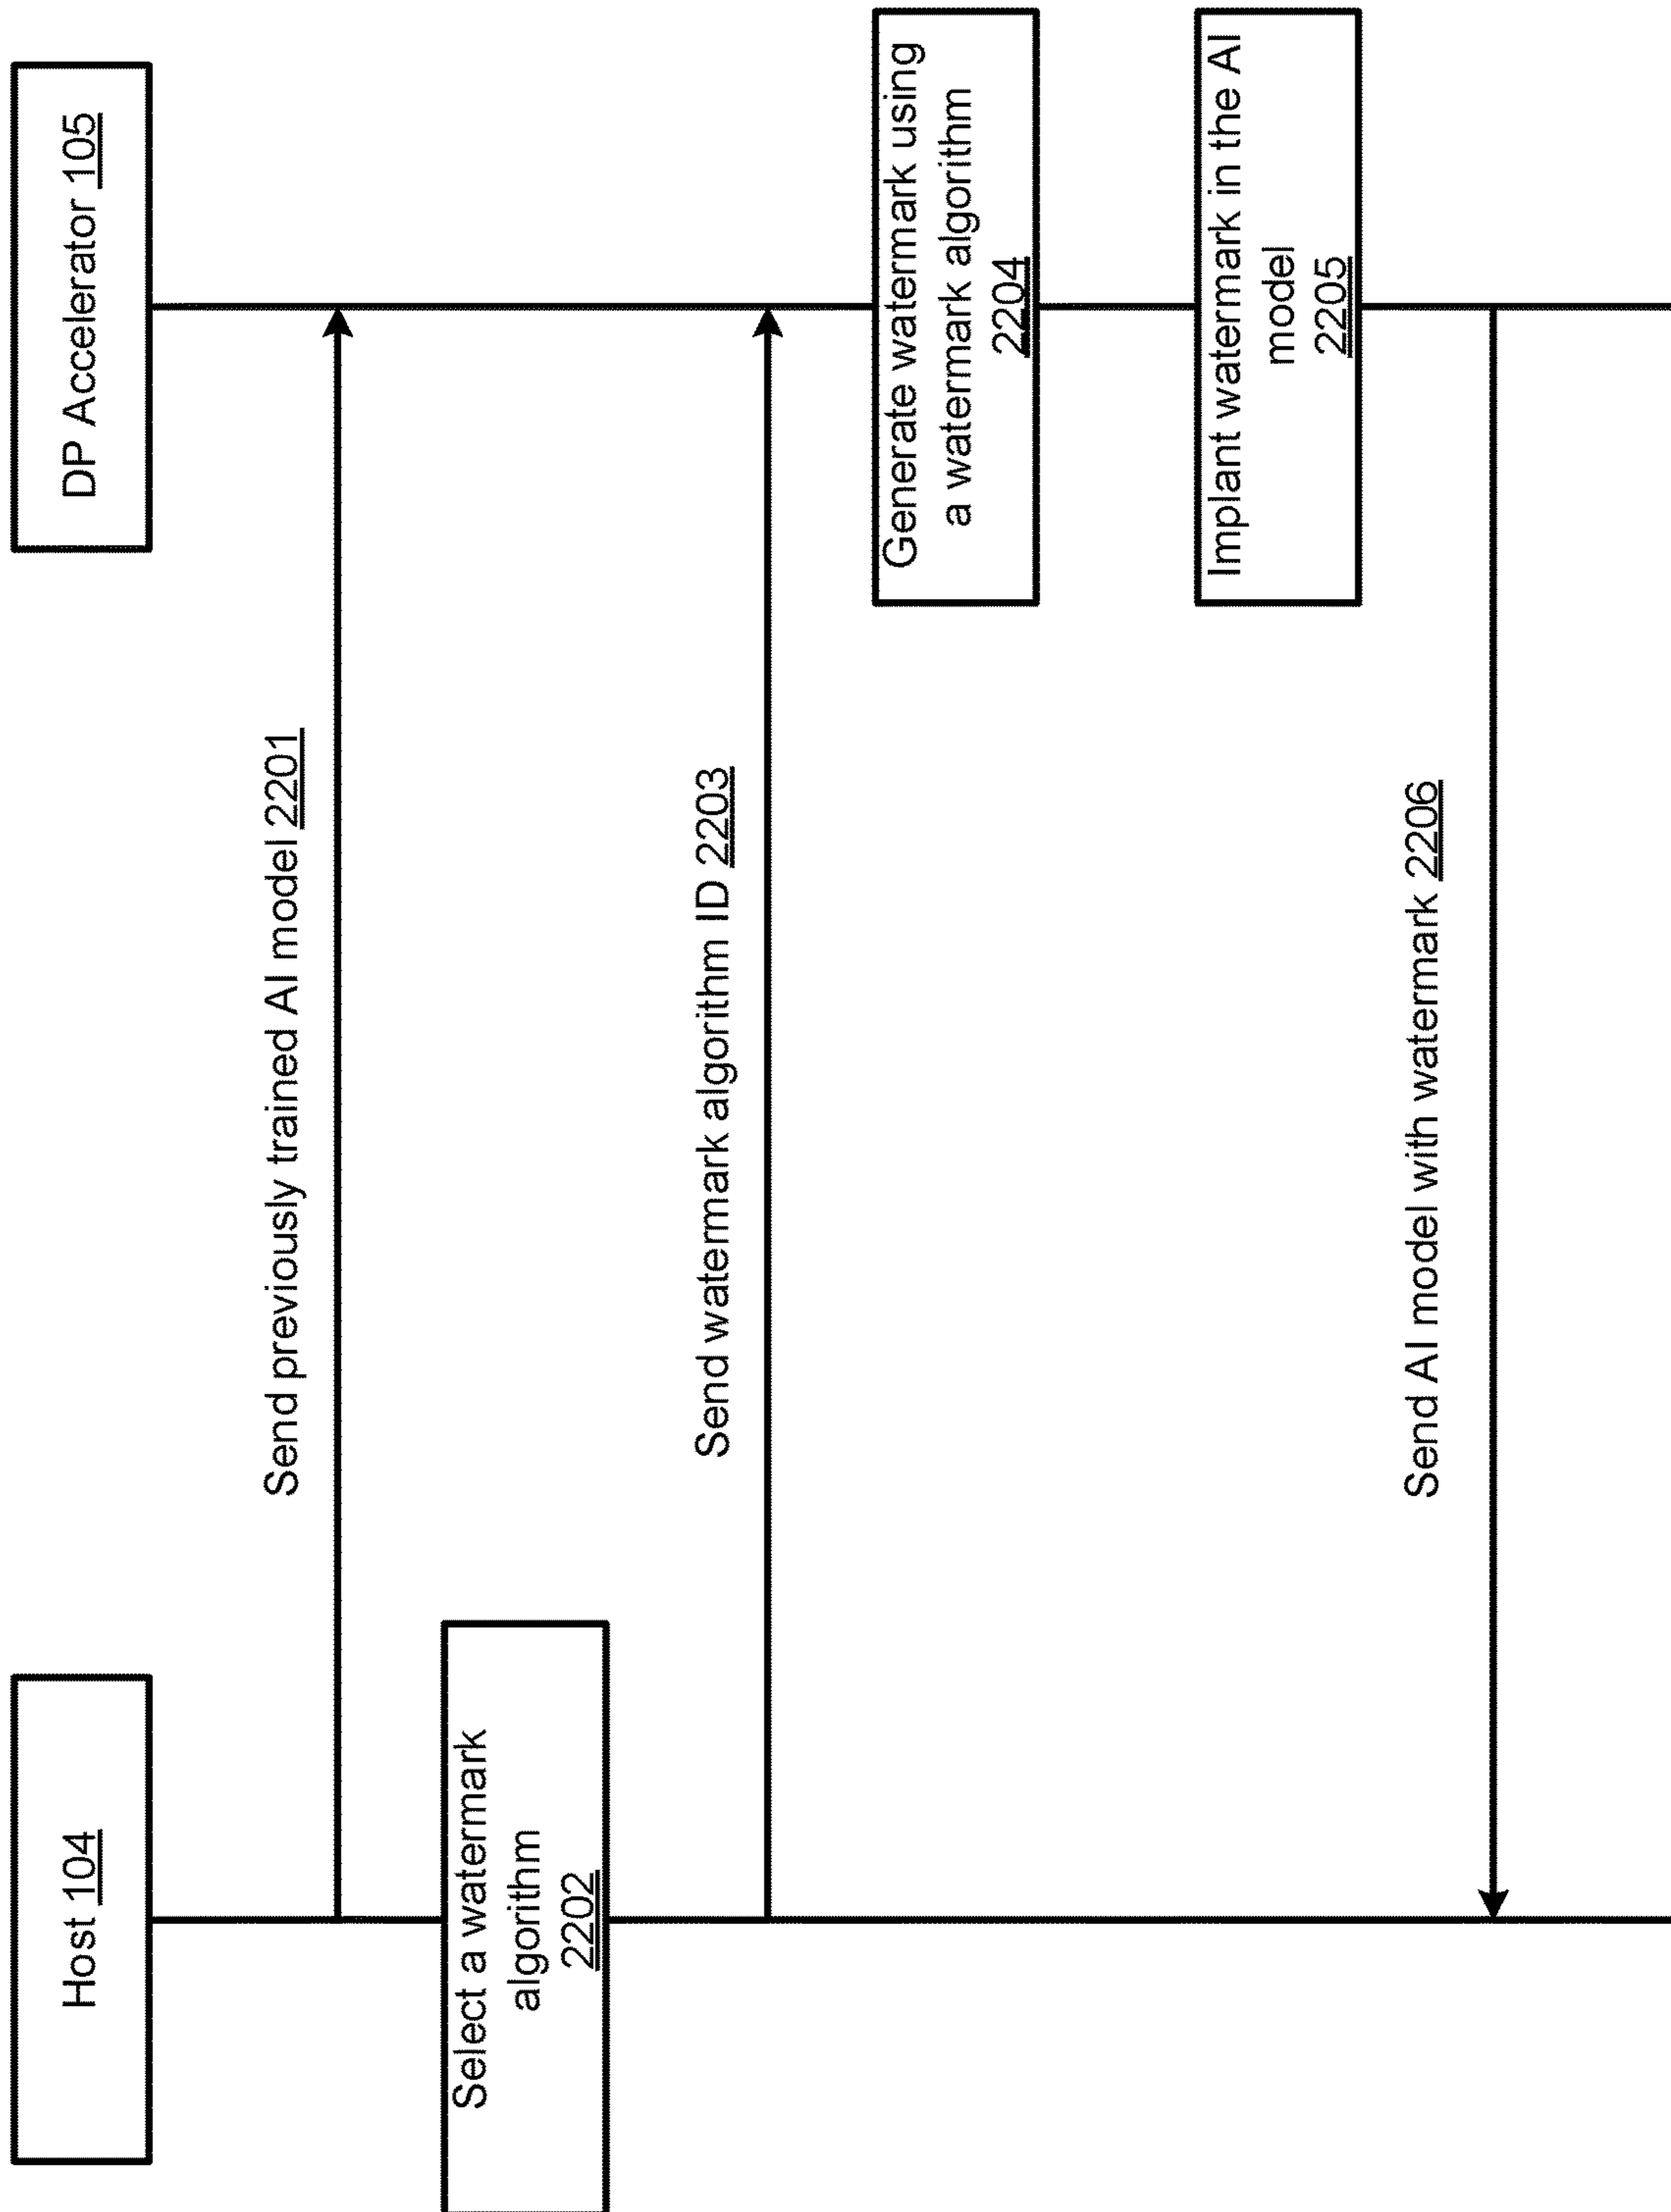 Host 104
DP Accelerator 105
Send previously trained AI model 2201
Select a watermark
algorithm
2202
Send watermark algorithm ID 2203
Generate watermark using
a watermark algorithm
2204
Implant watermark in the AI
model
2205
Send AI model with watermark 2206